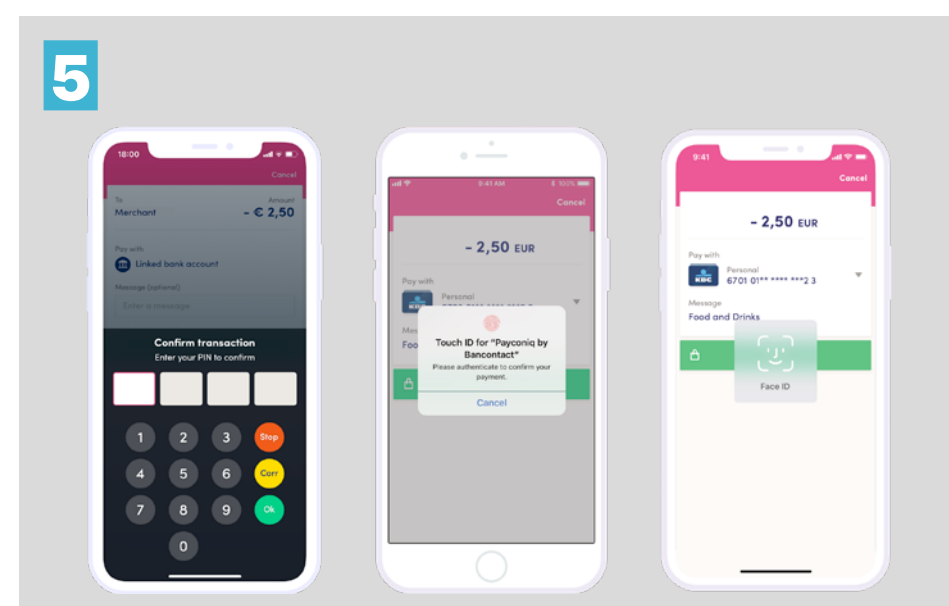 5
18:00
Cancel
To Amount
Merchant - € 2,50
Pay with
Linked bank account
Message (optional)
Enter a message
Confirm transaction
Enter your PIN to confirm
1 2 3 Stop
4 5 6 Corr
7 8 9 Ok
0
9:41 AM 100%
Cancel
- 2,50 EUR
Pay with
KBC Personal
Touch ID for "Payconiq by
Bancontact"
Please authenticate to confirm your
payment.
Cancel
9:41
Cancel
- 2,50 EUR
Pay with
KBC Personal
6701 01** **** ***2 3
Message
Food and Drinks
Face ID